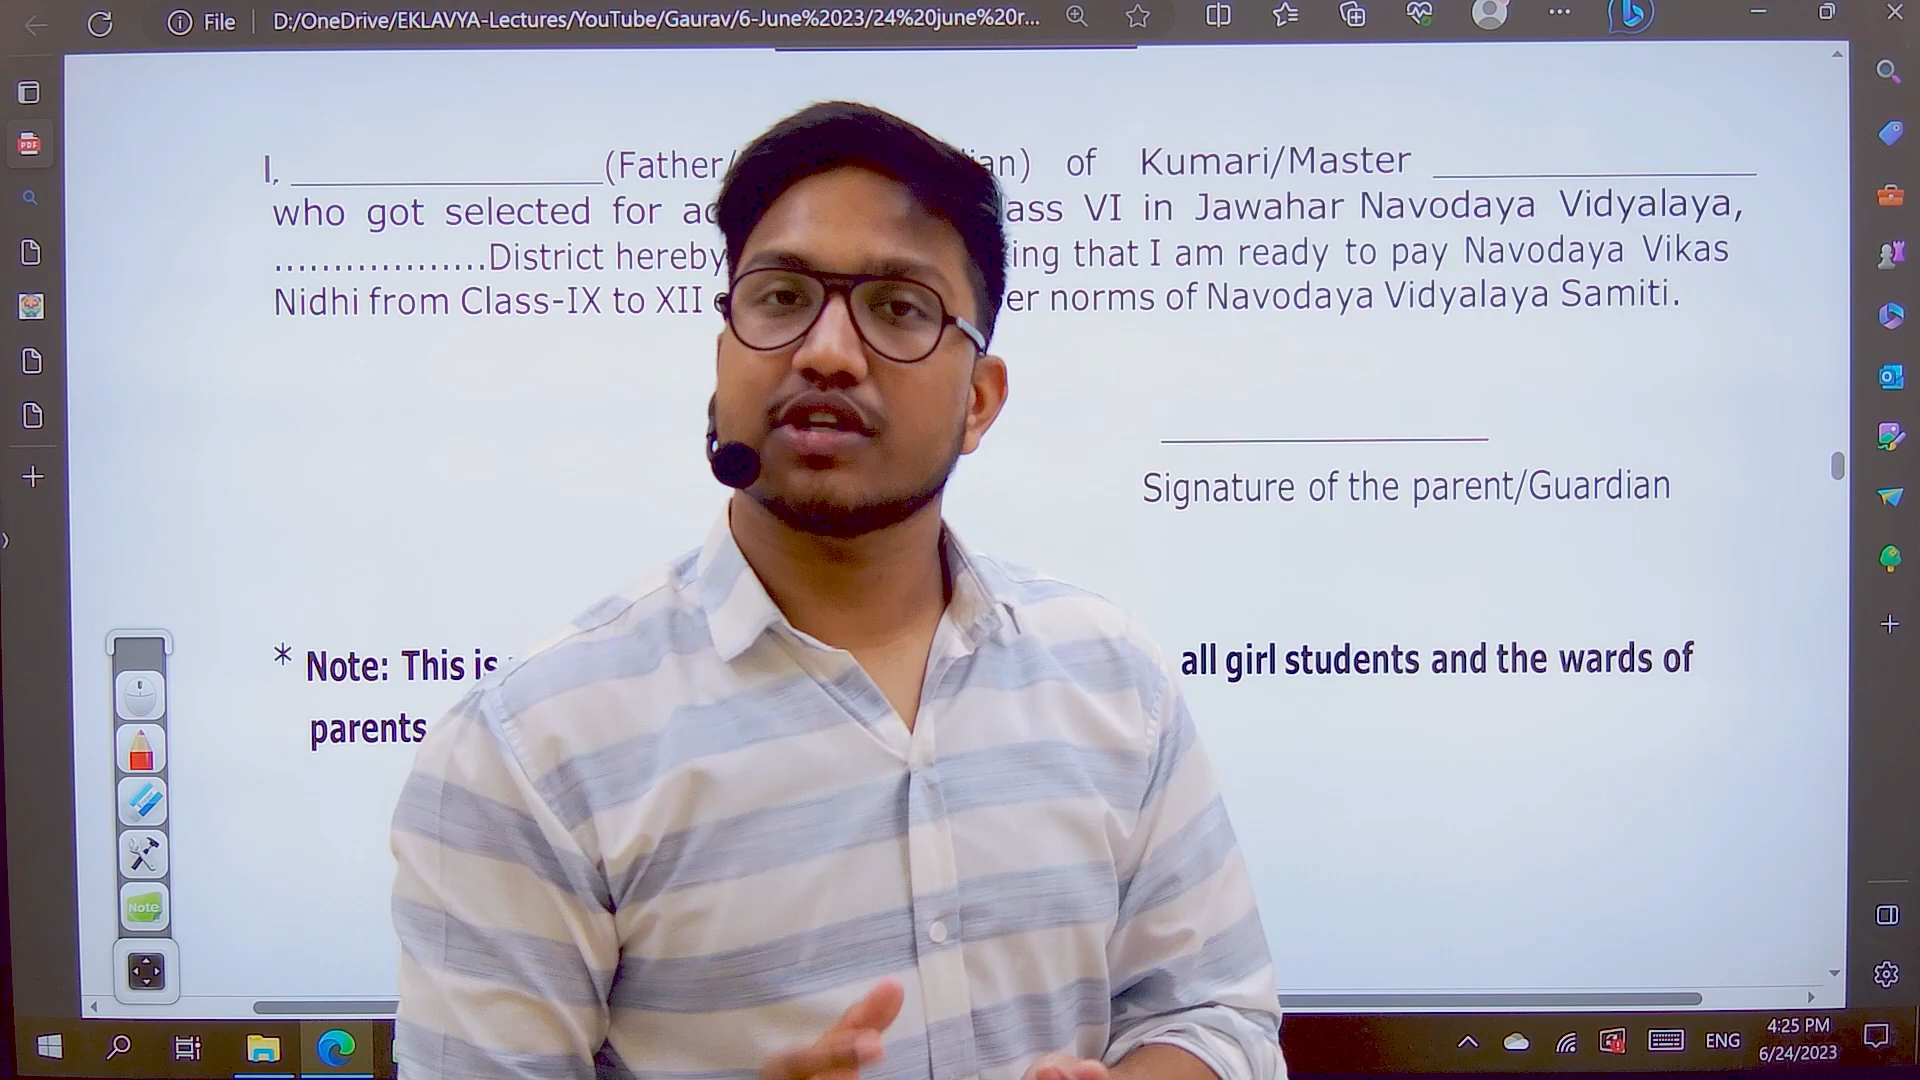 File D:/OneDrive/EKLAVYA-Lectures/YouTube/Gaurav/6-June%2023/24%20june%20r...
PDF
I, (Father/ ian) of Kumari/Master
who got selected for ad ass VI in Jawahar Navodaya Vidyalaya,
..................District hereby ing that I am ready to pay Navodaya Vikas
Nidhi from Class-IX to XII er norms of Navodaya Vidyalaya Samiti.
Signature of the parent/Guardian
* Note: This is all girl students and the wards of
parents
Note
ENG
4:25 PM
6/24/2023